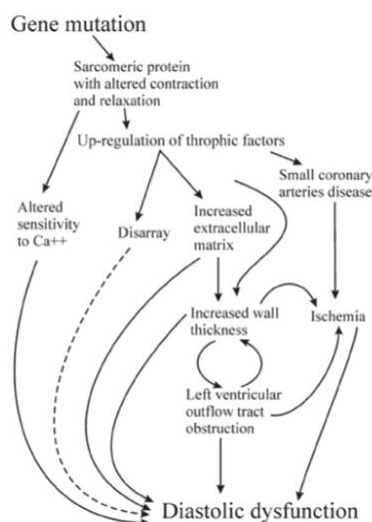 Gene mutation
Sarcomeric protein
with altered contraction
and relaxation
Up-regulation of throphic factors
Small coronary
arteries disease
Altered
sensitivity
to Ca++
Disarray
Increased
extracellular
matrix
Increased wall
thickness
Ischemia
Left ventricular
outflow tract
obstruction
Diastolic dysfunction